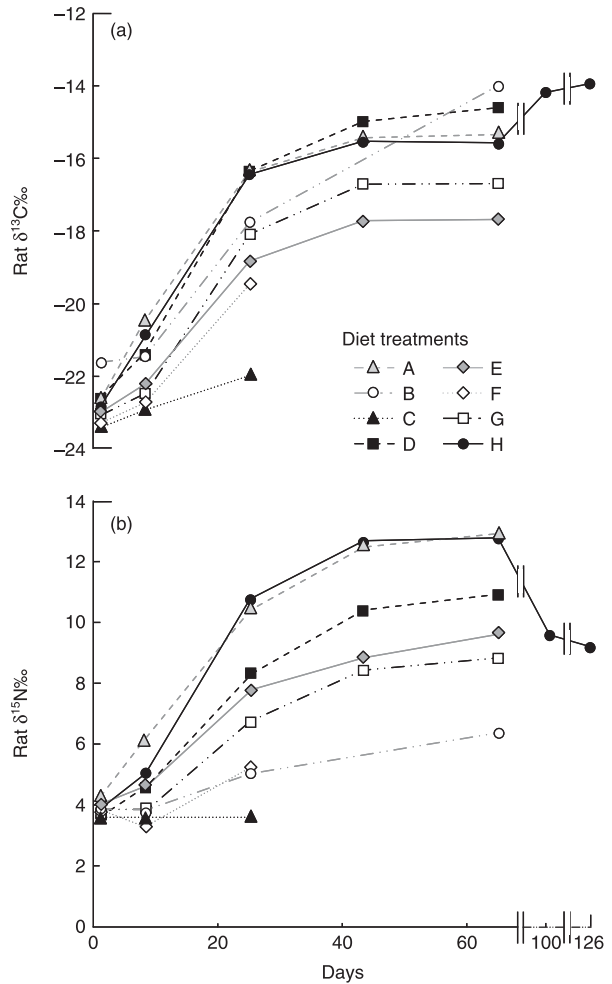 −12
(a)
−14
−16
−18
−20
−22
−24
Rat δ¹³C‰
Diet treatments
A E
B F
C G
D H
14
(b)
12
10
8
6
4
2
0
Rat δ¹⁵N‰
0 20 40 60 100 126
Days